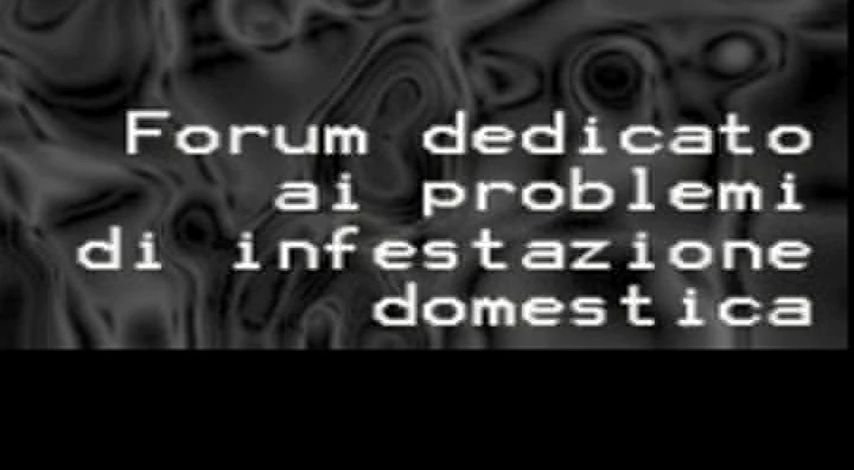 Forum dedicato
ai problemi
di infestazione
domestica